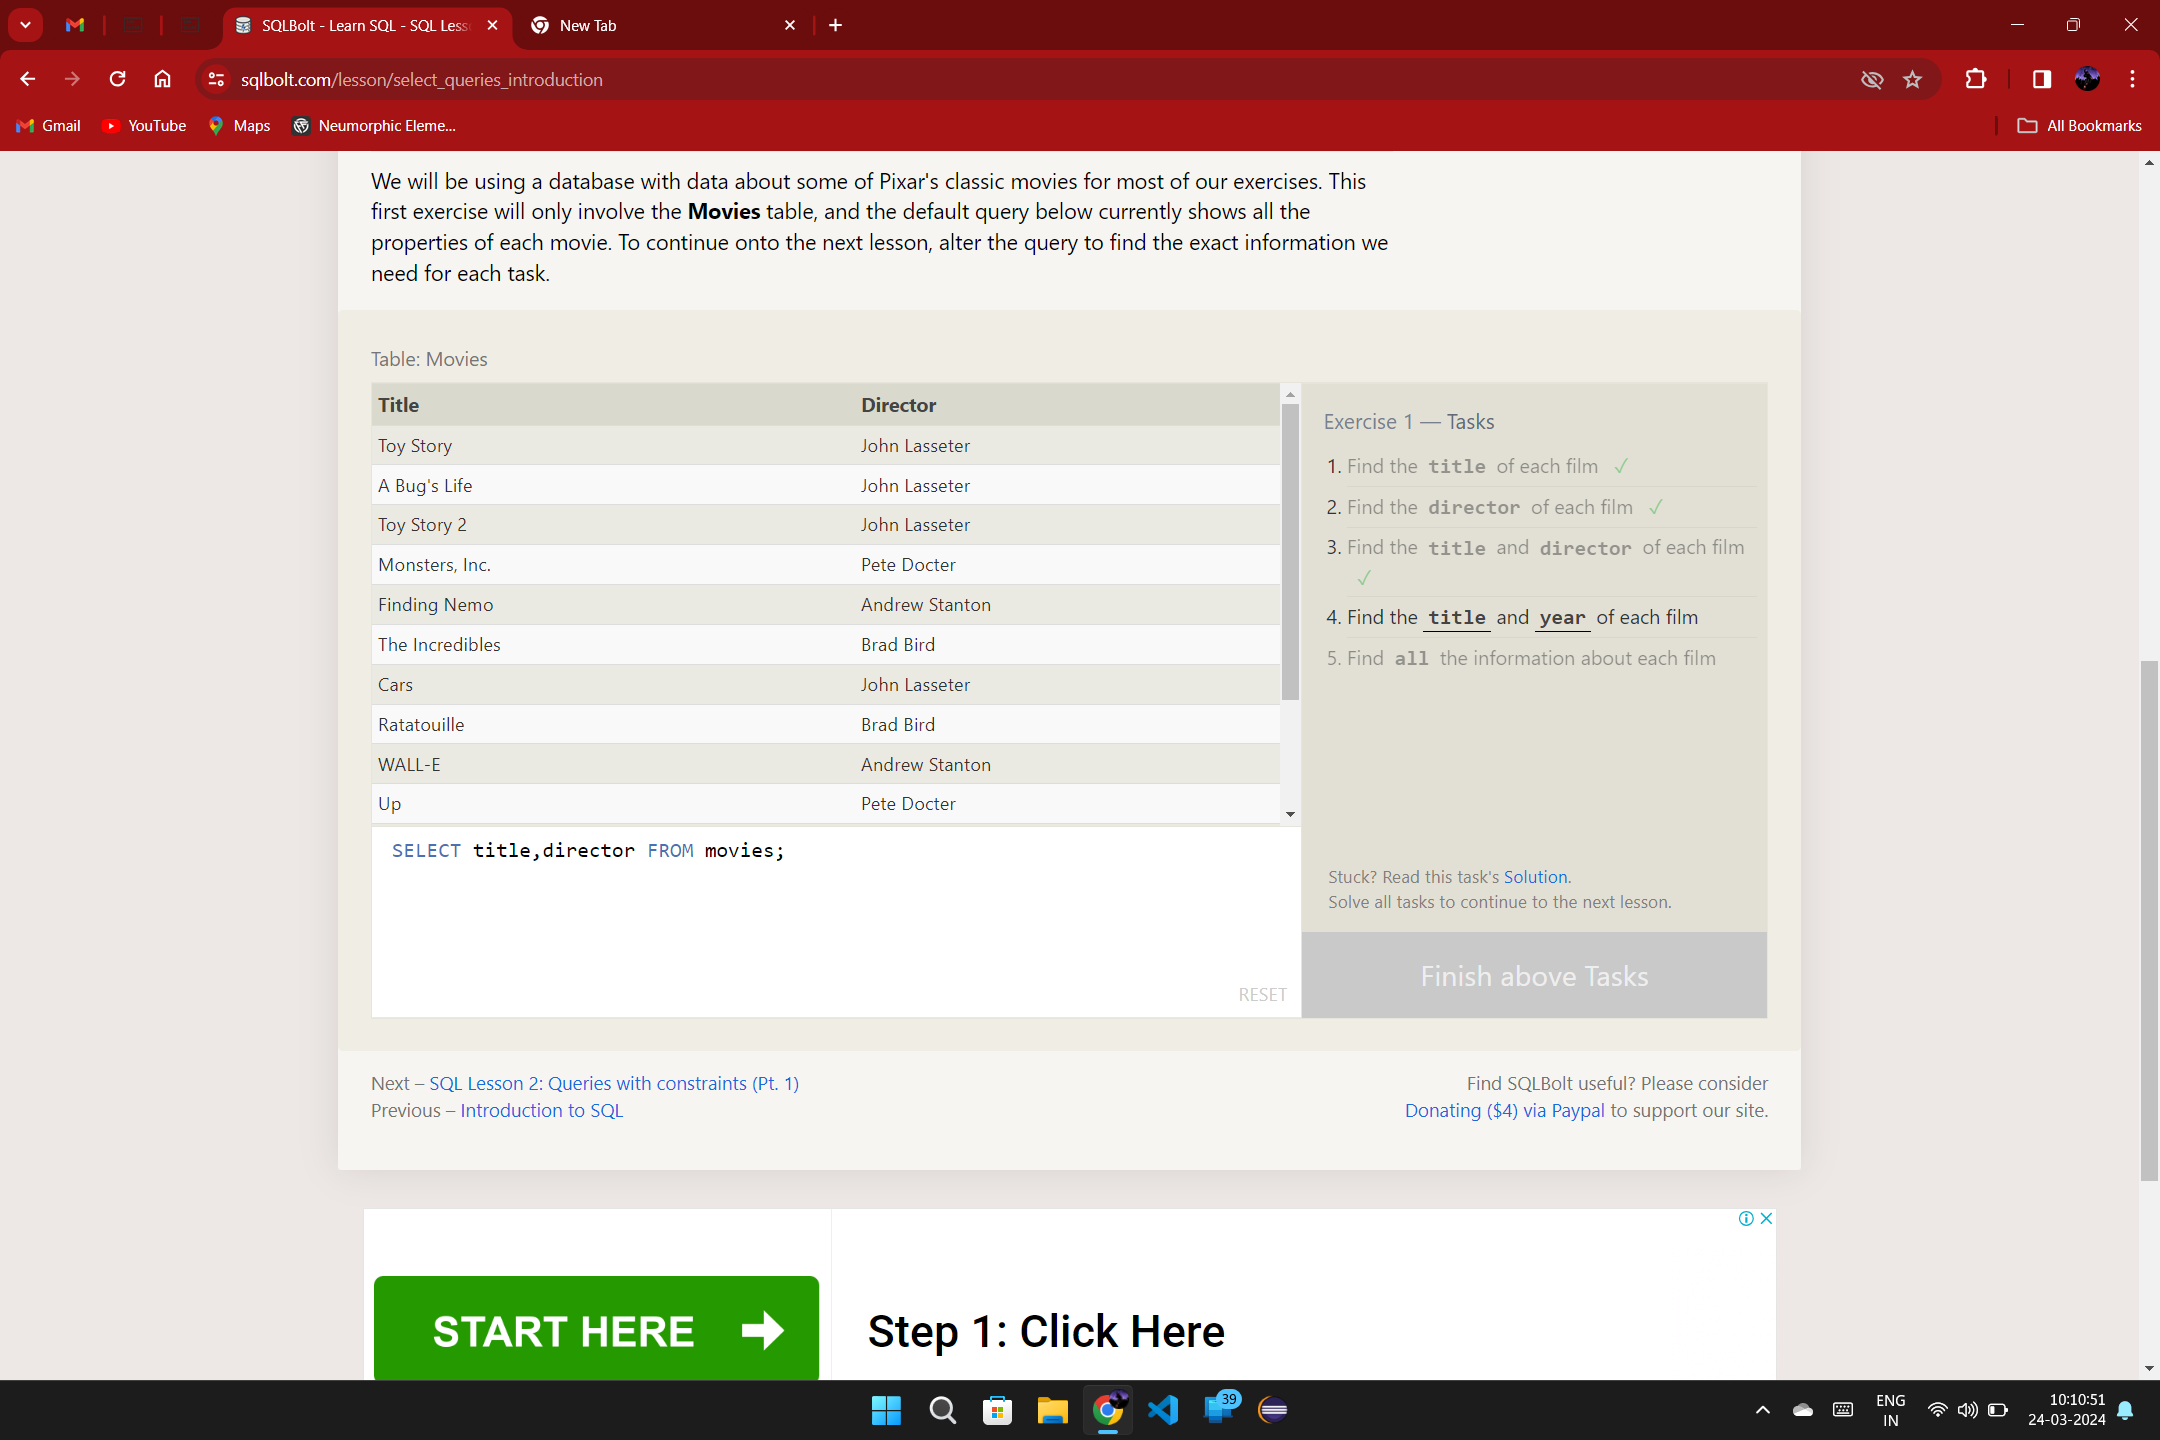 SQLBolt - Learn SQL - SQL Less
New Tab
sqlbolt.com/lesson/select_queries_introduction
Gmail
YouTube
Maps
Neumorphic Eleme...
All Bookmarks
We will be using a database with data about some of Pixar's classic movies for most of our exercises. This
first exercise will only involve the Movies table, and the default query below currently shows all the
properties of each movie. To continue onto the next lesson, alter the query to find the exact information we
need for each task.
Table: Movies
Title Director
Toy Story John Lasseter
A Bug's Life John Lasseter
Toy Story 2 John Lasseter
Monsters, Inc. Pete Docter
Finding Nemo Andrew Stanton
The Incredibles Brad Bird
Cars John Lasseter
Ratatouille Brad Bird
WALL-E Andrew Stanton
Up Pete Docter
SELECT title,director FROM movies;
RESET
Exercise 1 — Tasks
1. Find the title of each film ✓
2. Find the director of each film ✓
3. Find the title and director of each film
✓
4. Find the title and year of each film
5. Find all the information about each film
Stuck? Read this task's Solution.
Solve all tasks to continue to the next lesson.
Finish above Tasks
Next – SQL Lesson 2: Queries with constraints (Pt. 1)
Previous – Introduction to SQL
Find SQLBolt useful? Please consider
Donating ($4) via Paypal to support our site.
START HERE
Step 1: Click Here
39
ENG
IN
10:10:51
24-03-2024